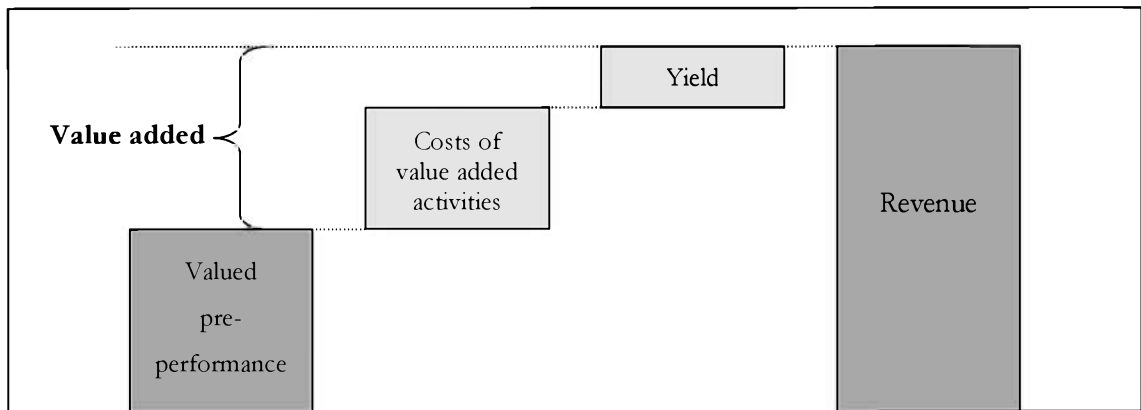 Yield
Value added
Costs of
value added
activities
Revenue
Valued
pre-
performance